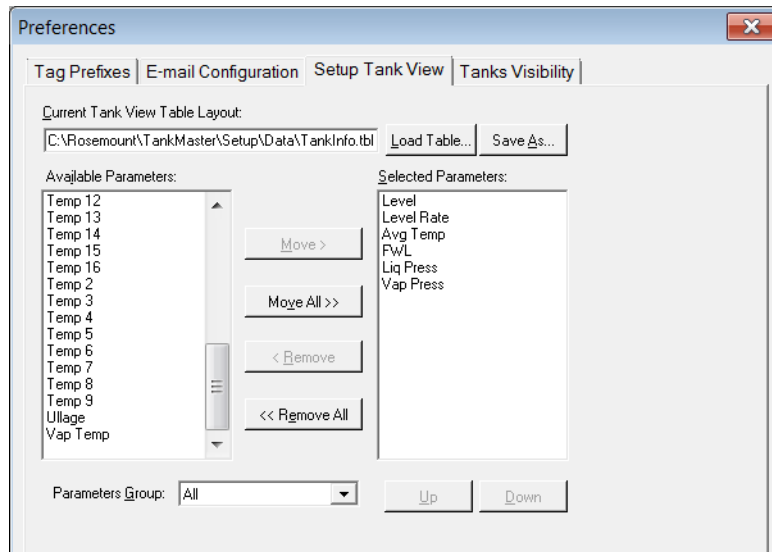 Preferences
Tag Prefixes E-mail Configuration Setup Tank View Tanks Visibility
Current Tank View Table Layout:
C:\Rosemount\TankMaster\Setup\Data\TankInfo.tbl Load Table... Save As...
Available Parameters:
Temp 12
Temp 13
Temp 14
Temp 15
Temp 16
Temp 2
Temp 3
Temp 4
Temp 5
Temp 6
Temp 7
Temp 8
Temp 9
Ullage
Vap Temp
Move >
Move All >>
< Remove
<< Remove All
Selected Parameters:
Level
Level Rate
Avg Temp
FWL
Liq Press
Vap Press
Parameters Group: All
Up Down